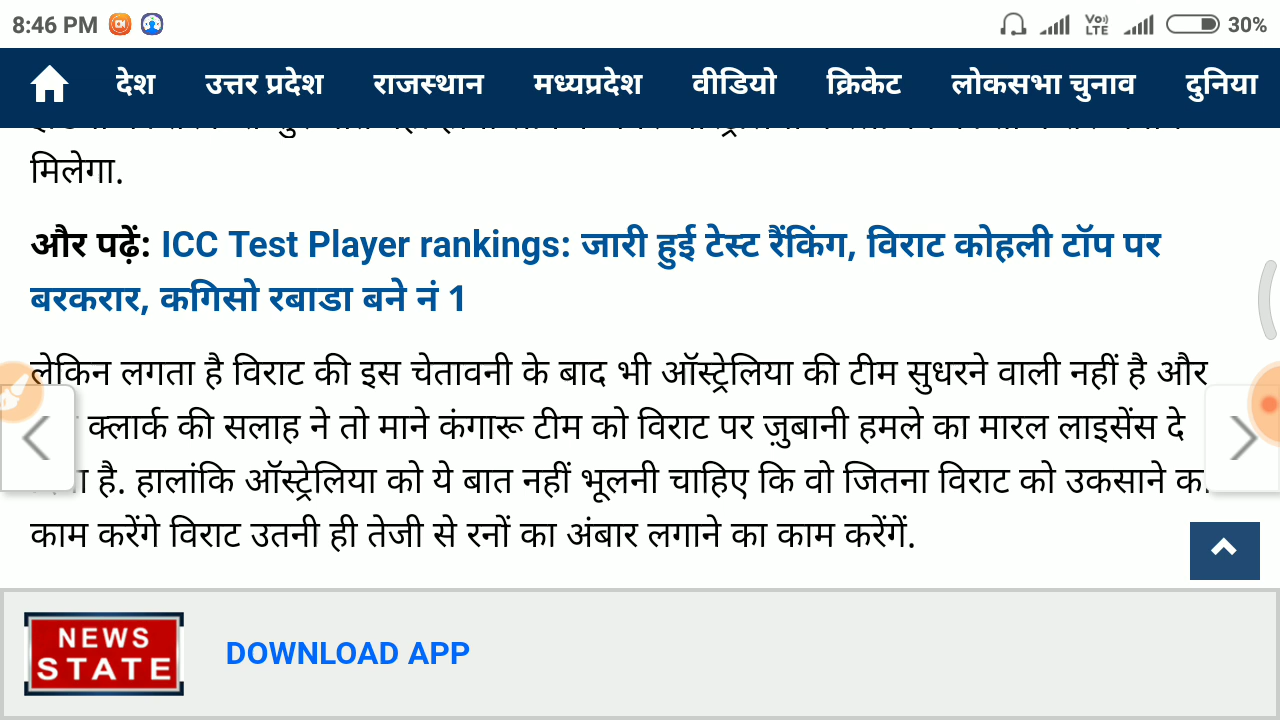 8:46 PM Vo) LTE 30%
देश उत्तर प्रदेश राजस्थान मध्यप्रदेश वीडियो क्रिकेट लोकसभा चुनाव दुनिया
मिलेगा.
और पढ़ें: ICC Test Player rankings: जारी हुई टेस्ट रैंकिंग, विराट कोहली टॉप पर
बरकरार, कगिसो रबाडा बने नं 1
लेकिन लगता है विराट की इस चेतावनी के बाद भी ऑस्ट्रेलिया की टीम सुधरने वाली नहीं है और
क्लार्क की सलाह ने तो माने कंगारू टीम को विराट पर ज़ुबानी हमले का मारल लाइसेंस दे
है. हालांकि ऑस्ट्रेलिया को ये बात नहीं भूलनी चाहिए कि वो जितना विराट को उकसाने का
काम करेंगे विराट उतनी ही तेजी से रनों का अंबार लगाने का काम करेंगें.
NEWS
STATE
DOWNLOAD APP